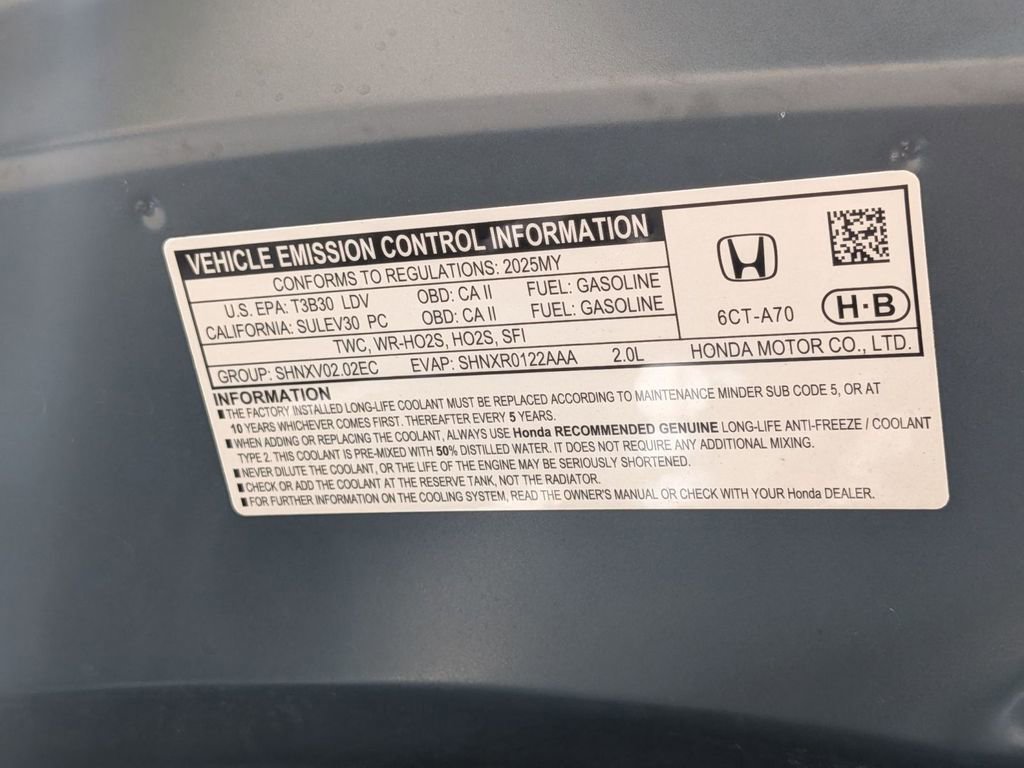 VEHICLE EMISSION CONTROL INFORMATION
CONFORMS TO REGULATIONS: 2025MY
U.S. EPA: T3B30 LDV OBD: CA II FUEL: GASOLINE
CALIFORNIA: SULEV30 PC OBD: CA II FUEL: GASOLINE
TWC, WR-HO2S, HO2S, SFI
GROUP: SHNXV02.02EC EVAP: SHNXR0122AAA 2.0L
6CT-A70
H·B
HONDA MOTOR CO., LTD.
INFORMATION
■ THE FACTORY INSTALLED LONG-LIFE COOLANT MUST BE REPLACED ACCORDING TO MAINTENANCE MINDER SUB CODE 5, OR AT
10 YEARS WHICHEVER COMES FIRST. THEREAFTER EVERY 5 YEARS.
■ WHEN ADDING OR REPLACING THE COOLANT, ALWAYS USE Honda RECOMMENDED GENUINE LONG-LIFE ANTI-FREEZE / COOLANT
TYPE 2. THIS COOLANT IS PRE-MIXED WITH 50% DISTILLED WATER. IT DOES NOT REQUIRE ANY ADDITIONAL MIXING.
■ NEVER DILUTE THE COOLANT, OR THE LIFE OF THE ENGINE MAY BE SERIOUSLY SHORTENED.
■ CHECK OR ADD THE COOLANT AT THE RESERVE TANK, NOT THE RADIATOR.
■ FOR FURTHER INFORMATION ON THE COOLING SYSTEM, READ THE OWNER'S MANUAL OR CHECK WITH YOUR Honda DEALER.